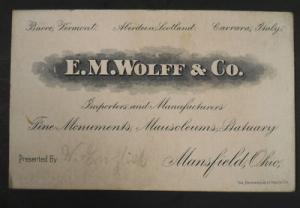 Barre, Vermont. Aberdeen, Scotland. Carrara, Italy.
E.M. WOLFF & CO.
Importers and Manufacturers
Fine Monuments, Mausoleums, Statuary
Presented By
Mansfield, Ohio.